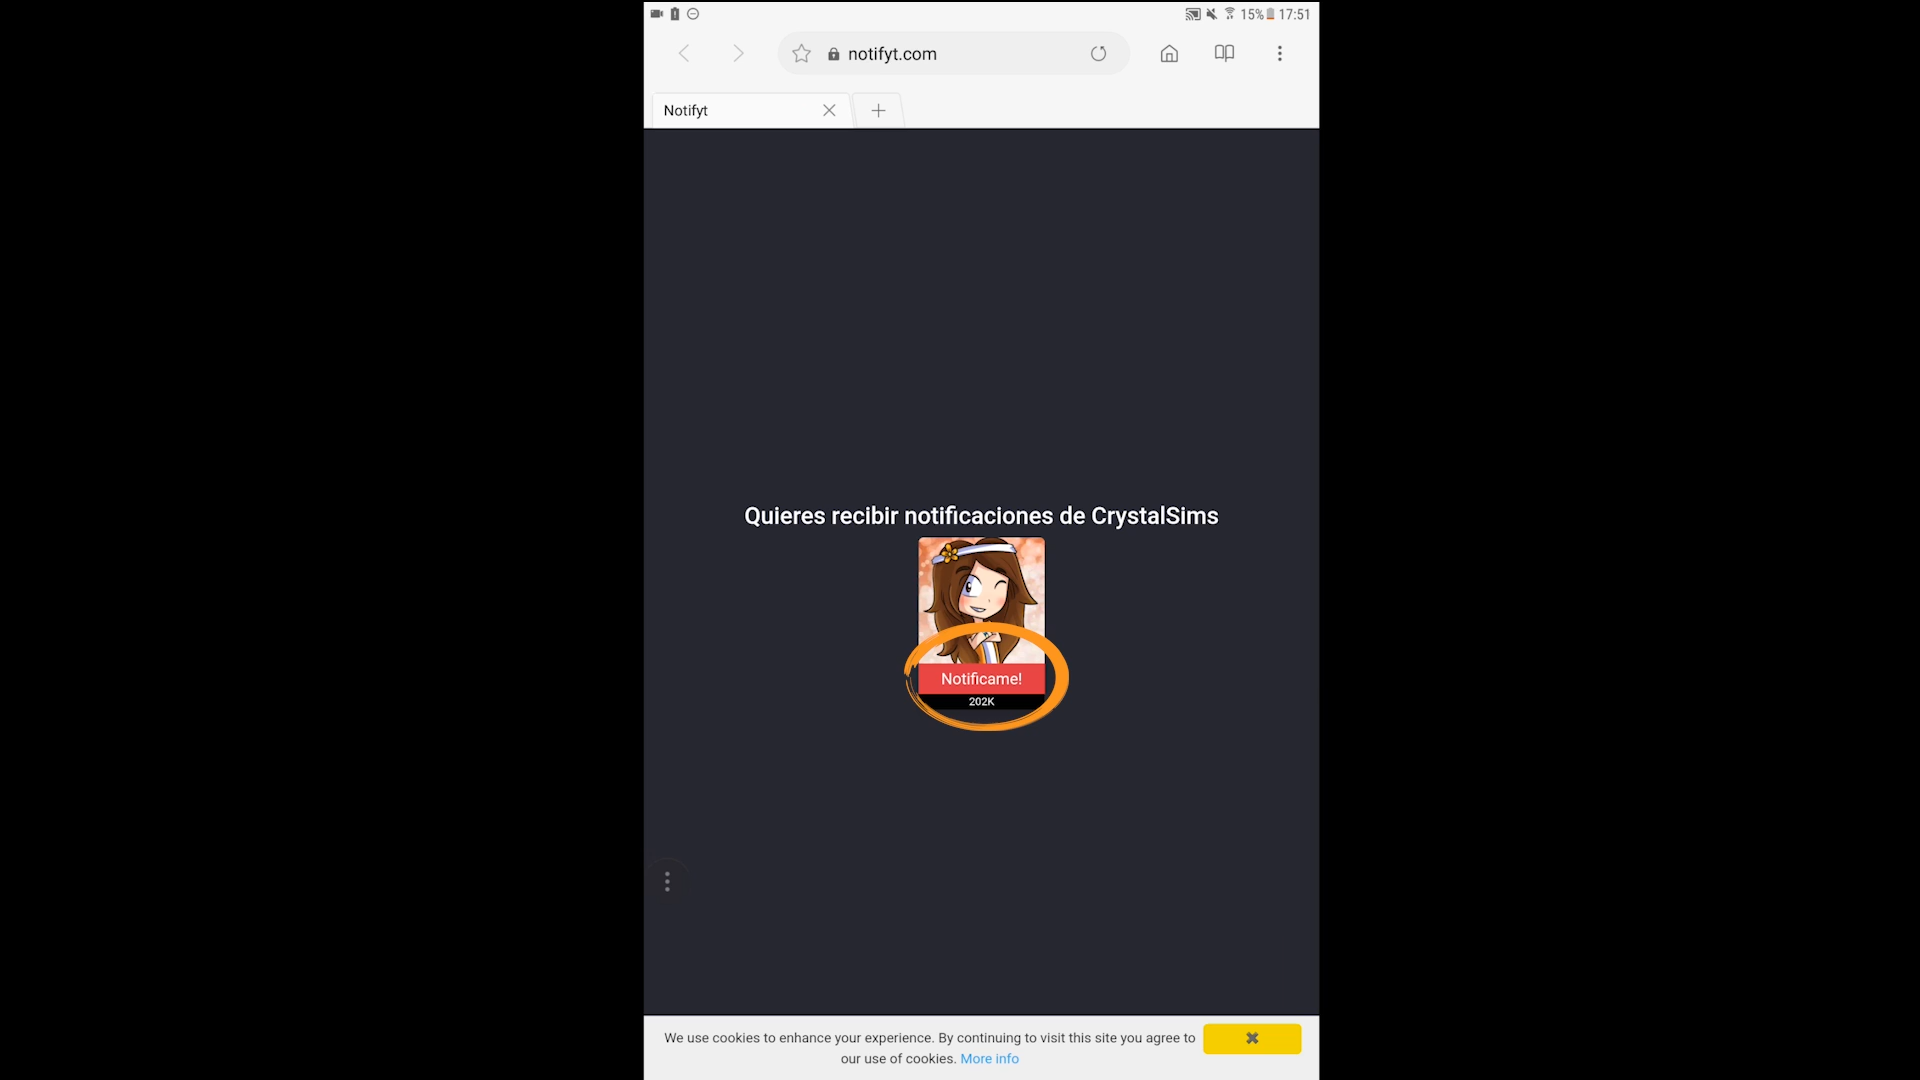 15% 17:51
notifyt.com
Notifyt
Quieres recibir notificaciones de CrystalSims
Notificame!
202K
We use cookies to enhance your experience. By continuing to visit this site you agree to
our use of cookies. More info